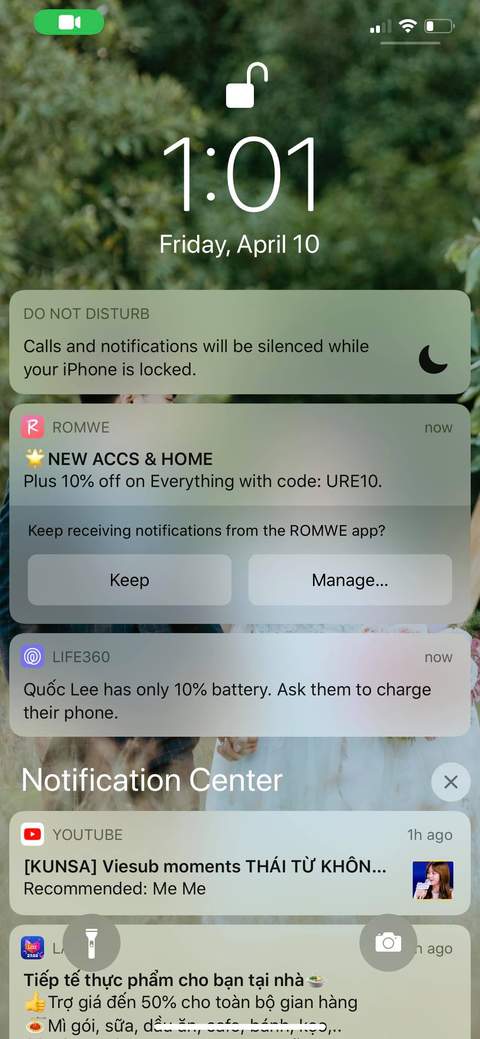 1:01
Friday, April 10
DO NOT DISTURB
Calls and notifications will be silenced while
your iPhone is locked.
ROMWE
now
🌟NEW ACCS & HOME
Plus 10% off on Everything with code: URE10.
Keep receiving notifications from the ROMWE app?
Keep
Manage...
LIFE360
now
Quốc Lee has only 10% battery. Ask them to charge
their phone.
Notification Center
YOUTUBE
1h ago
[KUNSA] Viesub moments THÁI TỪ KHÔN...
Recommended: Me Me
h ago
Tiếp tế thực phẩm cho bạn tại nhà🍜
👍Trợ giá đến 50% cho toàn bộ gian hàng
🍝Mì gói, sữa, dầu ăn, cafe, bánh, kẹo,..